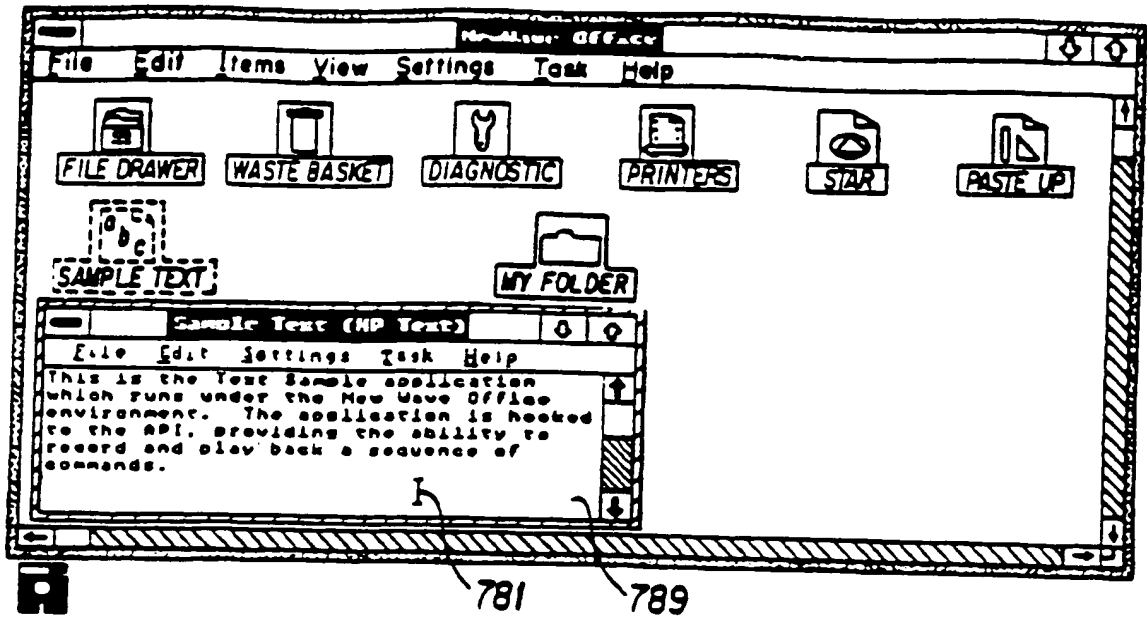 NewWave Office
File Edit Items View Settings Task Help
FILE DRAWER WASTE BASKET DIAGNOSTIC PRINTERS STAR PASTE UP
abc
SAMPLE TEXT MY FOLDER
Sample Text (HP Text)
File Edit Settings Task Help
This is the Text Sample application
which runs under the New Wave Office
environment. The application is hooked
to the API, providing the ability to
record and play back a sequence of
commands.
781 789